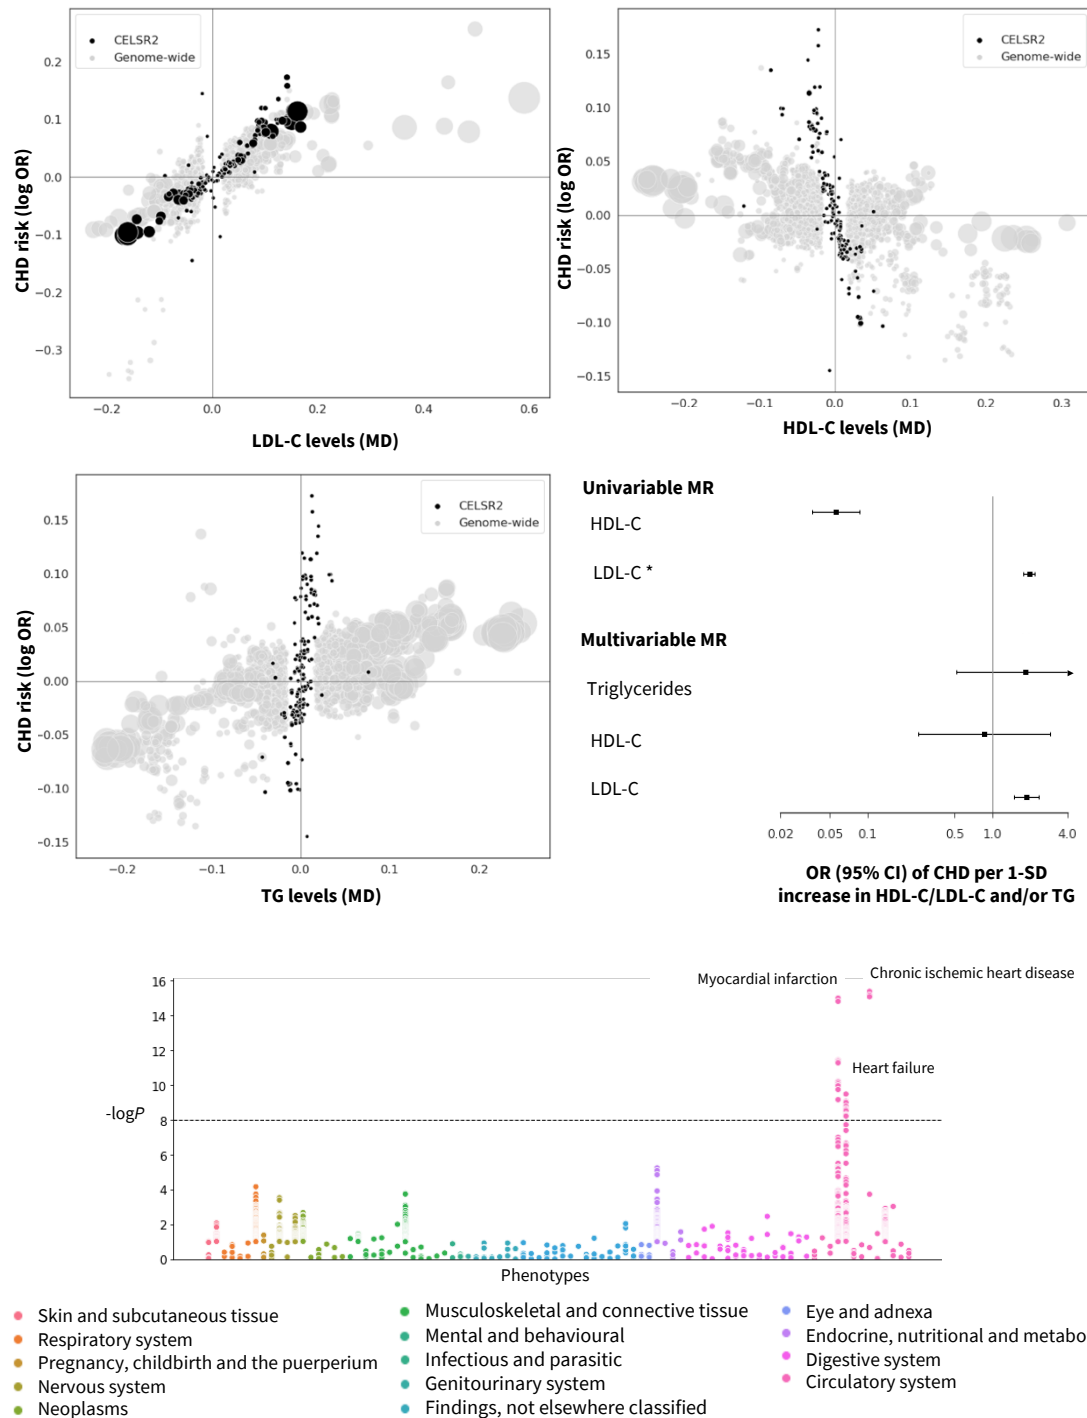 CELSR2
Genome-wide
0.2
0.1
0.0
−0.1
−0.2
−0.3
CHD risk (log OR)
−0.2
0.0
0.2
0.4
0.6
LDL-C levels (MD)
CELSR2
Genome-wide
0.15
0.10
0.05
0.00
−0.05
−0.10
−0.15
CHD risk (log OR)
−0.2
−0.1
0.0
0.1
0.2
0.3
HDL-C levels (MD)
CELSR2
Genome-wide
0.15
0.10
0.05
0.00
−0.05
−0.10
−0.15
CHD risk (log OR)
−0.2
−0.1
0.0
0.1
0.2
TG levels (MD)
Univariable MR
HDL-C
LDL-C *
Multivariable MR
Triglycerides
HDL-C
LDL-C
0.02
0.05
0.1
0.5
1.0
4.0
OR (95% CI) of CHD per 1-SD
increase in HDL-C/LDL-C and/or TG
Myocardial infarction
Chronic ischemic heart disease
Heart failure
16
14
12
10
8
6
4
2
0
-logP
Phenotypes
Skin and subcutaneous tissue
Respiratory system
Pregnancy, childbirth and the puerperium
Nervous system
Neoplasms
Musculoskeletal and connective tissue
Mental and behavioural
Infectious and parasitic
Genitourinary system
Findings, not elsewhere classified
Eye and adnexa
Endocrine, nutritional and metabo
Digestive system
Circulatory system